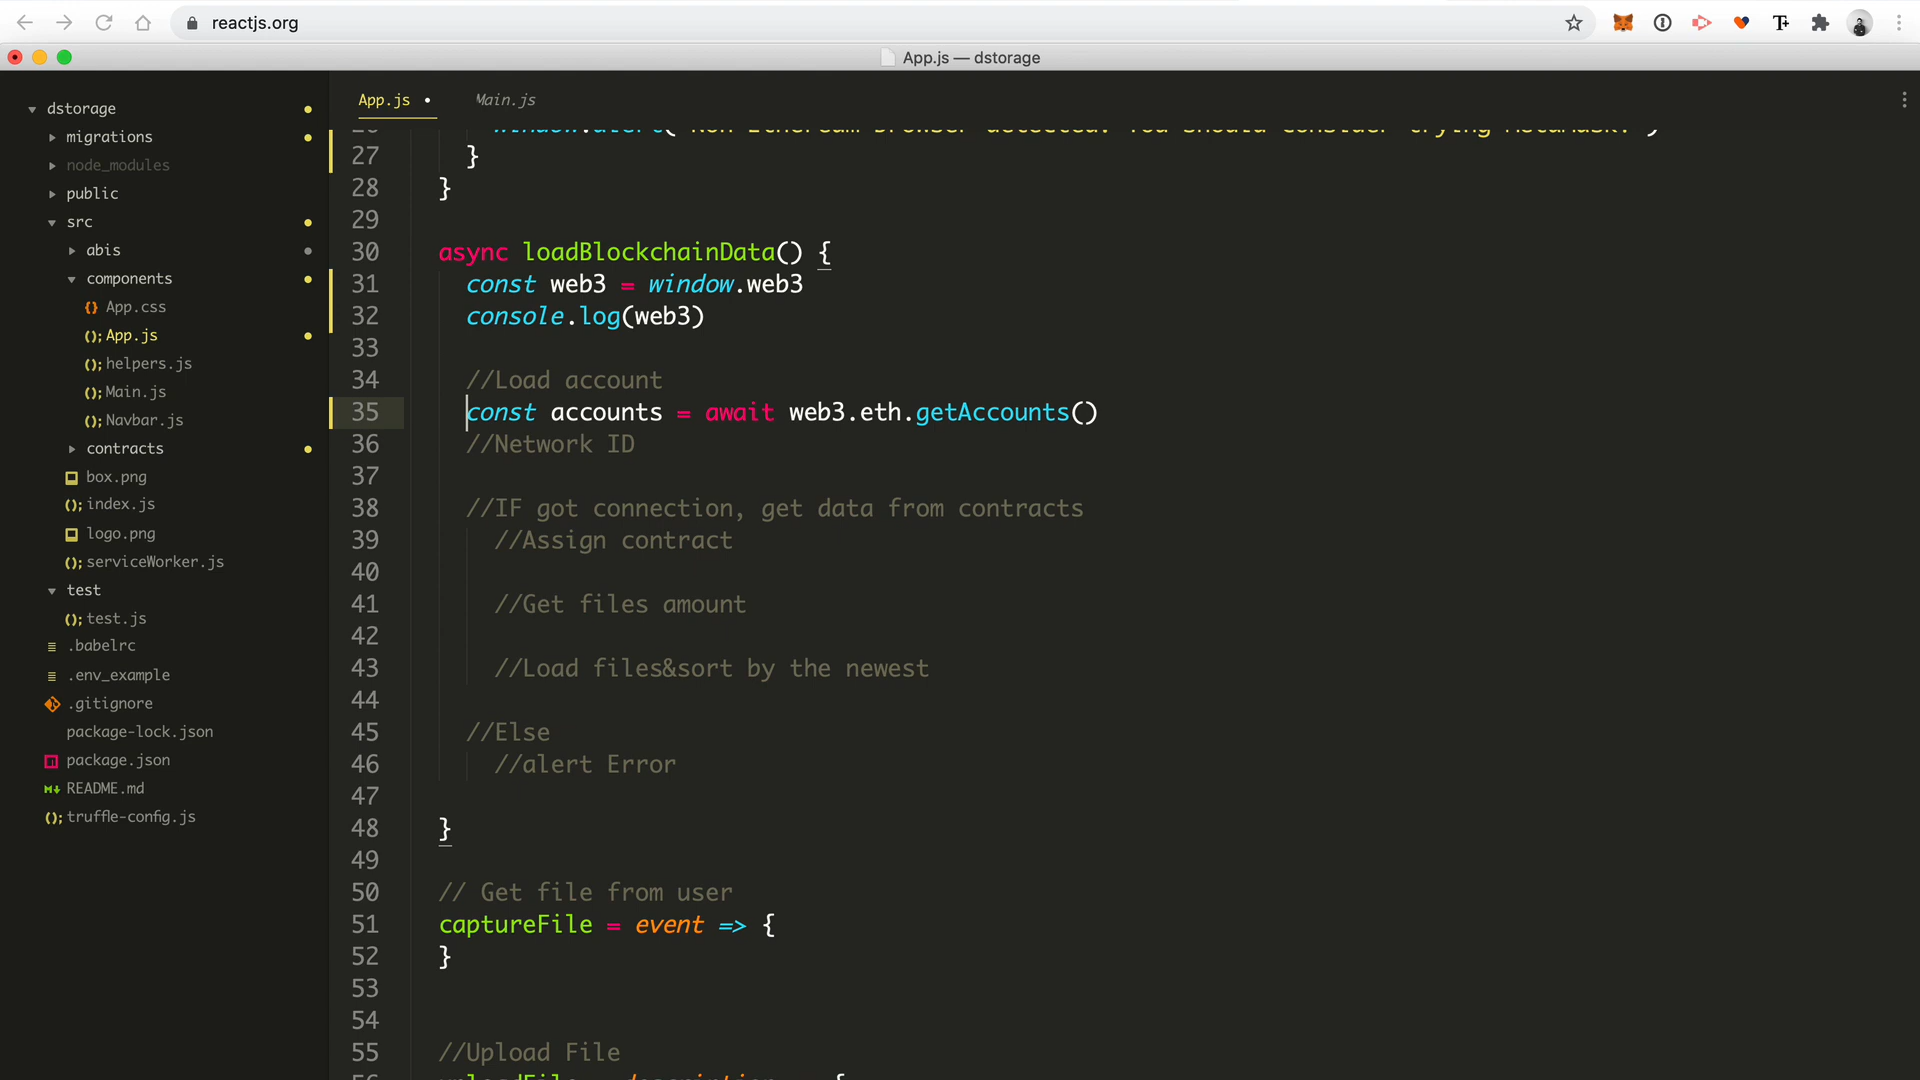 reactjs.org
App.js — dstorage
dstorage
migrations
node_modules
public
src
abis
components
App.css
App.js
helpers.js
Main.js
Navbar.js
contracts
box.png
index.js
logo.png
serviceWorker.js
test
test.js
.babelrc
.env_example
.gitignore
package-lock.json
package.json
README.md
truffle-config.js
App.js • Main.js
27 }
28 }
29
30 async loadBlockchainData() {
31 const web3 = window.web3
32 console.log(web3)
33
34 //Load account
35 const accounts = await web3.eth.getAccounts()
36 //Network ID
37
38 //IF got connection, get data from contracts
39 //Assign contract
40
41 //Get files amount
42
43 //Load files&sort by the newest
44
45 //Else
46 //alert Error
47
48 }
49
50 // Get file from user
51 captureFile = event => {
52 }
53
54
55 //Upload File